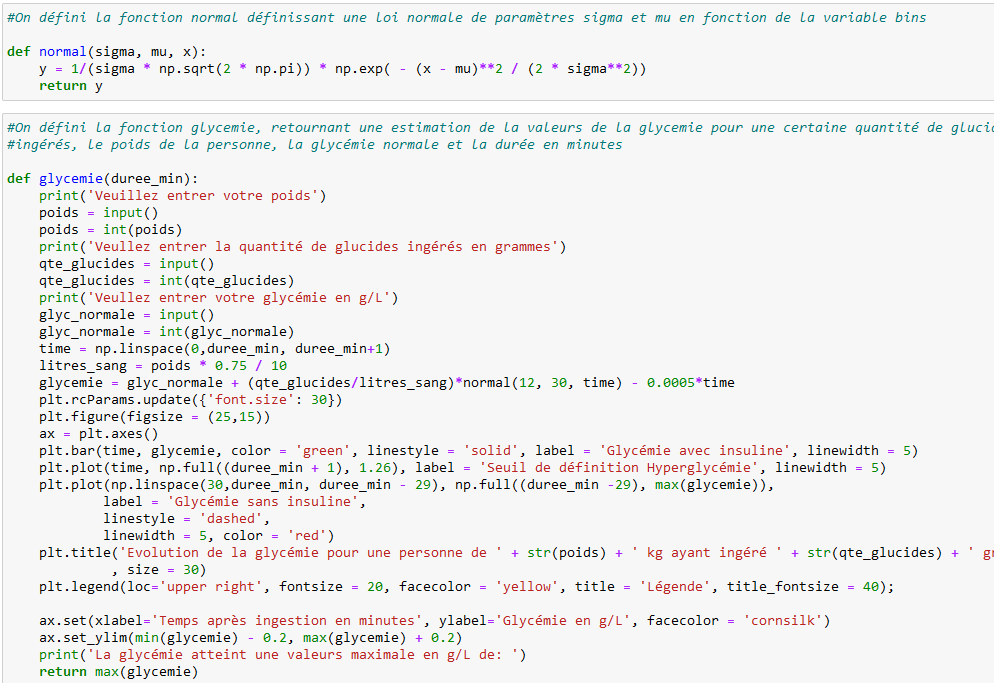 #On défini la fonction normal définissant une loi normale de paramètres sigma et mu en fonction de la variable bins
def normal(sigma, mu, x):
    y = 1/(sigma * np.sqrt(2 * np.pi)) * np.exp( - (x - mu)**2 / (2 * sigma**2))
    return y
#On défini la fonction glycemie, retournant une estimation de la valeurs de la glycemie pour une certaine quantité de
#ingérés, le poids de la personne, la glycémie normale et la durée en minutes
def glycemie(duree_min):
    print('Veuillez entrer votre poids')
    poids = input()
    poids = int(poids)
    print('Veullez entrer la quantité de glucides ingérés en grammes')
    qte_glucides = input()
    qte_glucides = int(qte_glucides)
    print('Veullez entrer votre glycémie en g/L')
    glyc_normale = input()
    glyc_normale = int(glyc_normale)
    time = np.linspace(0,duree_min, duree_min+1)
    litres_sang = poids * 0.75 / 10
    glycemie = glyc_normale + (qte_glucides/litres_sang)*normal(12, 30, time) - 0.0005*time
    plt.rcParams.update({'font.size': 30})
    plt.figure(figsize = (25,15))
    ax = plt.axes()
    plt.bar(time, glycemie, color = 'green', linestyle = 'solid', label = 'Glycémie avec insuline', linewidth = 5)
    plt.plot(time, np.full((duree_min + 1), 1.26), label = 'Seuil de définition Hyperglycémie', linewidth = 5)
    plt.plot(np.linspace(30,duree_min, duree_min - 29), np.full((duree_min -29), max(glycemie)),
            label = 'Glycémie sans insuline',
            linestyle = 'dashed',
            linewidth = 5, color = 'red')
    plt.title('Evolution de la glycémie pour une personne de ' + str(poids) + ' kg ayant ingéré ' + str(qte_glucides) + '
             , size = 30)
    plt.legend(loc='upper right', fontsize = 20, facecolor = 'yellow', title = 'Légende', title_fontsize = 40);
    ax.set(xlabel='Temps après ingestion en minutes', ylabel='Glycémie en g/L', facecolor = 'cornsilk')
    ax.set_ylim(min(glycemie) - 0.2, max(glycemie) + 0.2)
    print('La glycémie atteint une valeurs maximale en g/L de: ')
    return max(glycemie)